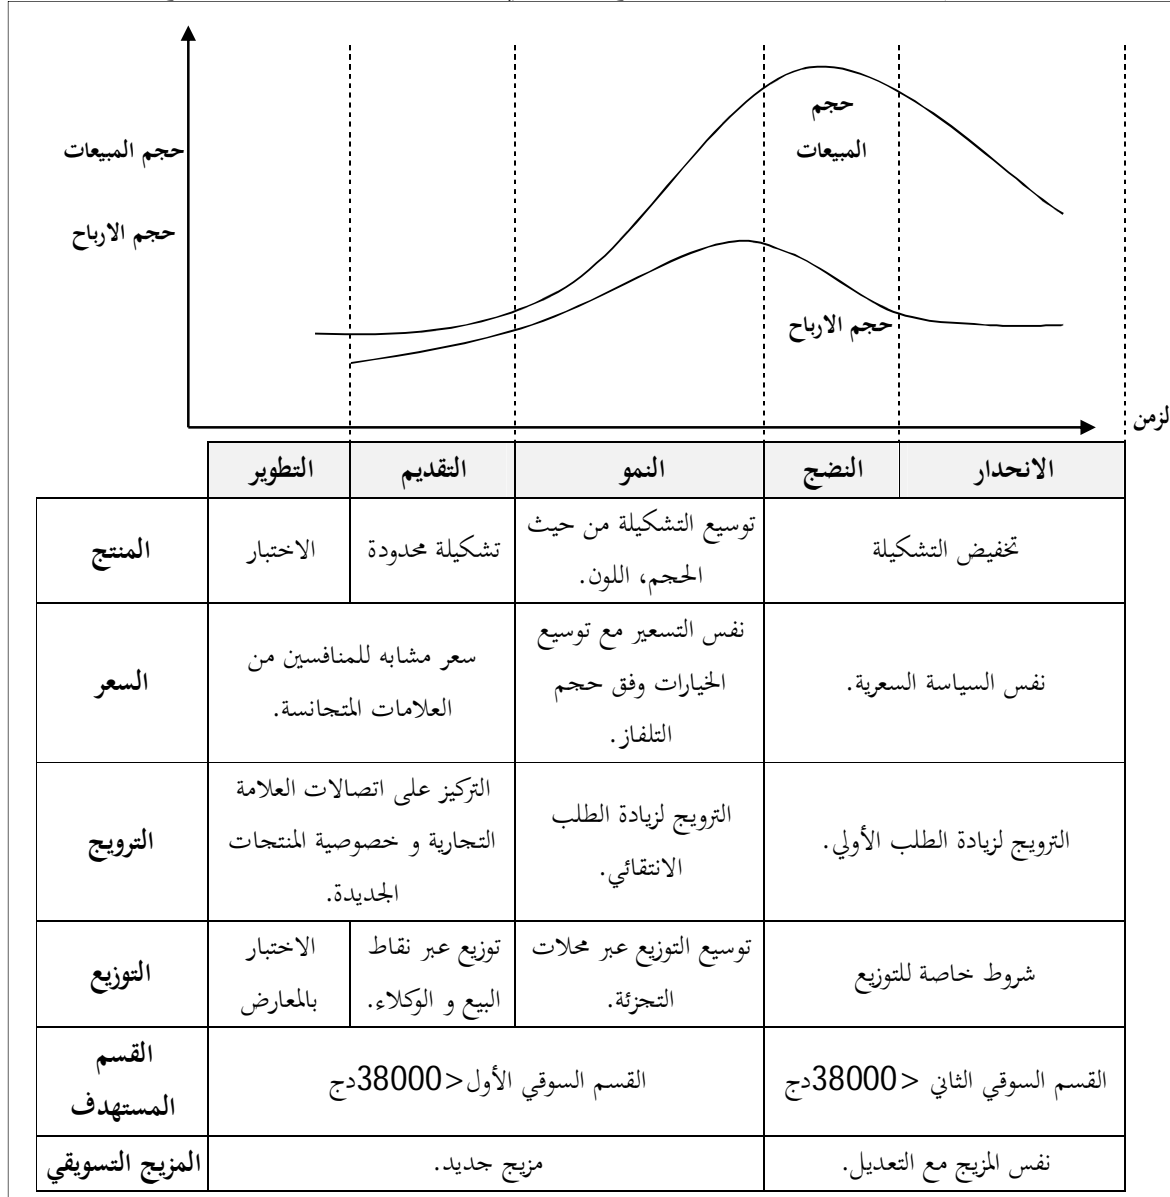 حجم المبيعات
حجم الارباح
حجم
المبيعات
حجم الارباح
لزمن
التطوير
التقديم
النمو
النضج
الانحدار
المنتج
الاختبار
تشكيلة محدودة
توسيع التشكيلة من حيث
الحجم، اللون.
تخفيض التشكيلة
السعر
سعر مشابه للمنافسين من
العلامات المتجانسة.
نفس التسعير مع توسيع
الخيارات وفق حجم
التلفاز.
نفس السياسة السعرية.
الترويج
التركيز على اتصالات العلامة
التجارية و خصوصية المنتجات
الجديدة.
الترويج لزيادة الطلب
الانتقائي.
الترويج لزيادة الطلب الأولي.
التوزيع
الاختبار
بالمعارض
توزيع عبر نقاط
البيع و الوكلاء.
توسيع التوزيع عبر محلات
التجزئة.
شروط خاصة للتوزيع
القسم
المستهدف
القسم السوقي الأول<38000دج
القسم السوقي الثاني <38000دج
المزيج التسويقي
مزيج جديد.
نفس المزيج مع التعديل.